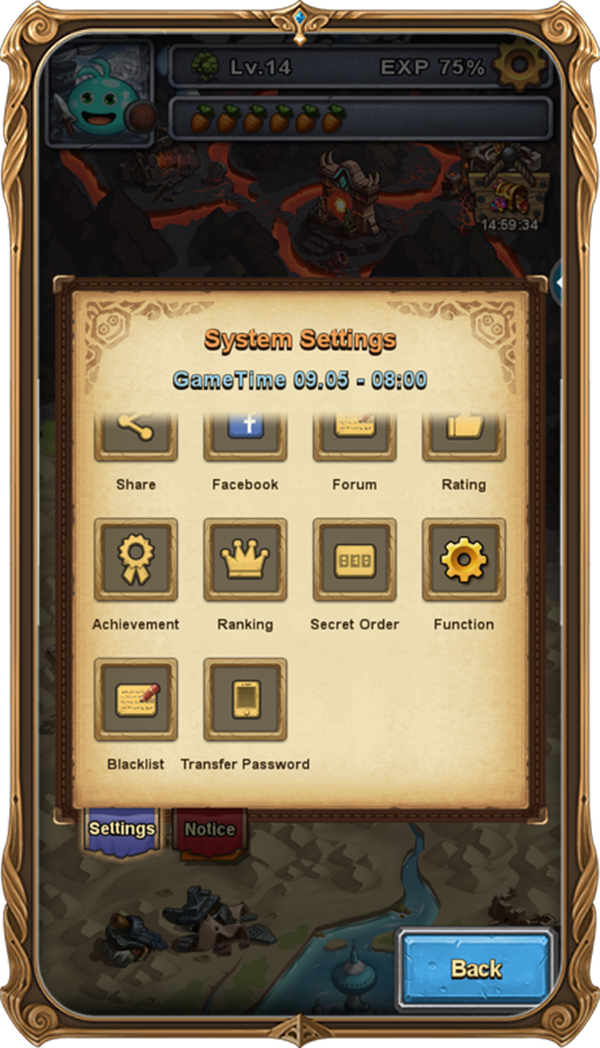 Lv.14 EXP 75%
14:59:34
System Settings
GameTime 09.05 - 08:00
Share Facebook Forum Rating
Achievement Ranking Secret Order Function
Blacklist Transfer Password
Settings Notice
Back